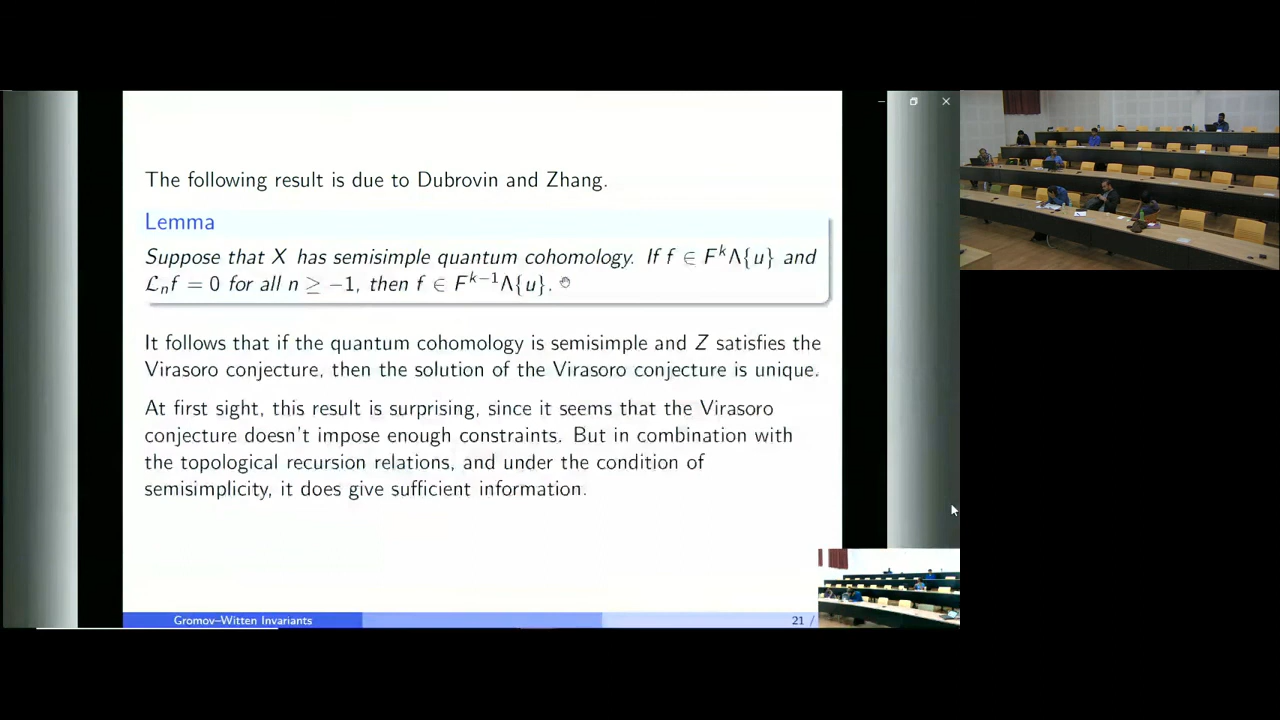 The following result is due to Dubrovin and Zhang.
Lemma
Suppose that X has semisimple quantum cohomology. If f ∈ F^kΛ{u} and
ℒₙf = 0 for all n ≥ −1, then f ∈ F^{k−1}Λ{u}.
It follows that if the quantum cohomology is semisimple and Z satisfies the
Virasoro conjecture, then the solution of the Virasoro conjecture is unique.
At first sight, this result is surprising, since it seems that the Virasoro
conjecture doesn't impose enough constraints. But in combination with
the topological recursion relations, and under the condition of
semisimplicity, it does give sufficient information.
Gromov–Witten Invariants
21 /